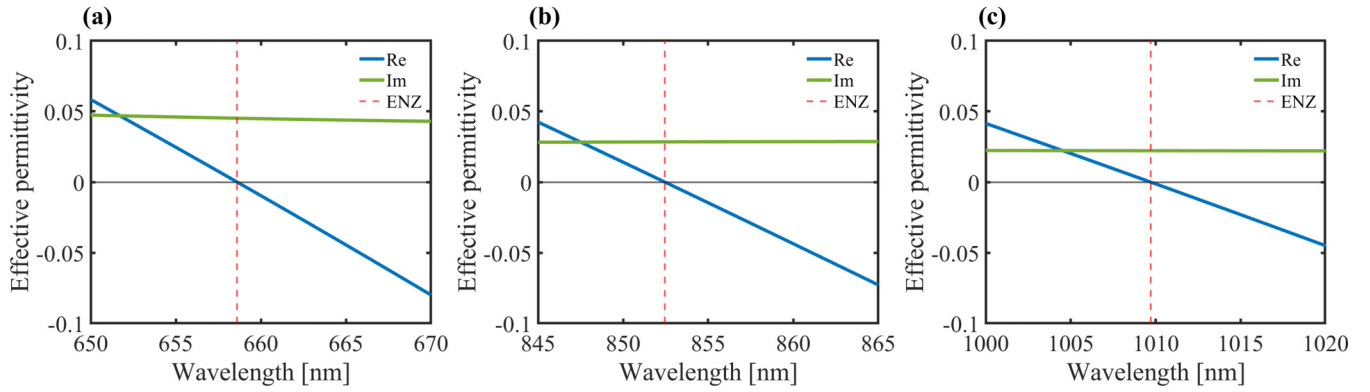 (a)
Effective permittivity
0.1
0.05
0
-0.05
-0.1
Re
Im
ENZ
650 655 660 665 670
Wavelength [nm]
(b)
Effective permittivity
0.1
0.05
0
-0.05
-0.1
Re
Im
ENZ
845 850 855 860 865
Wavelength [nm]
(c)
Effective permittivity
0.1
0.05
0
-0.05
-0.1
Re
Im
ENZ
1000 1005 1010 1015 1020
Wavelength [nm]